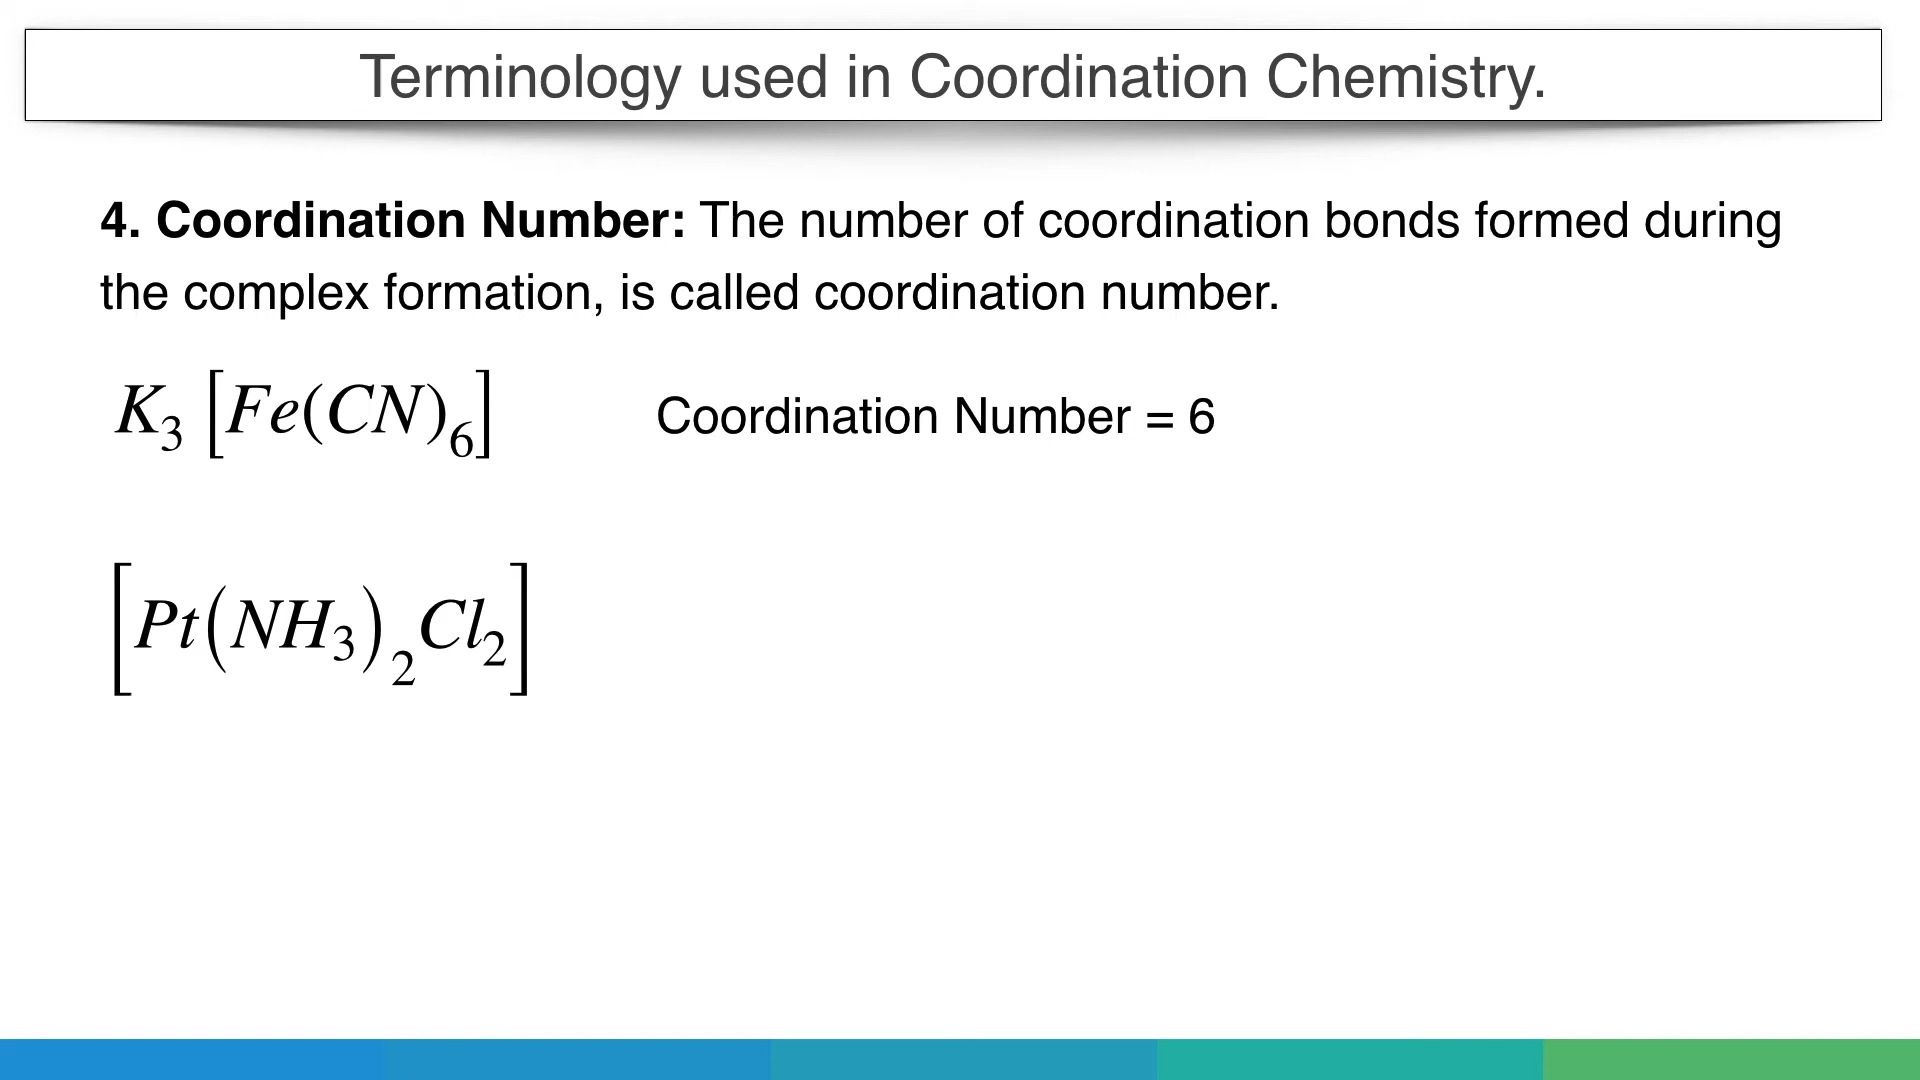 Terminology used in Coordination Chemistry.
4. Coordination Number: The number of coordination bonds formed during
the complex formation, is called coordination number.
K₃ [Fe(CN)₆] Coordination Number = 6
[Pt(NH₃)₂Cl₂]